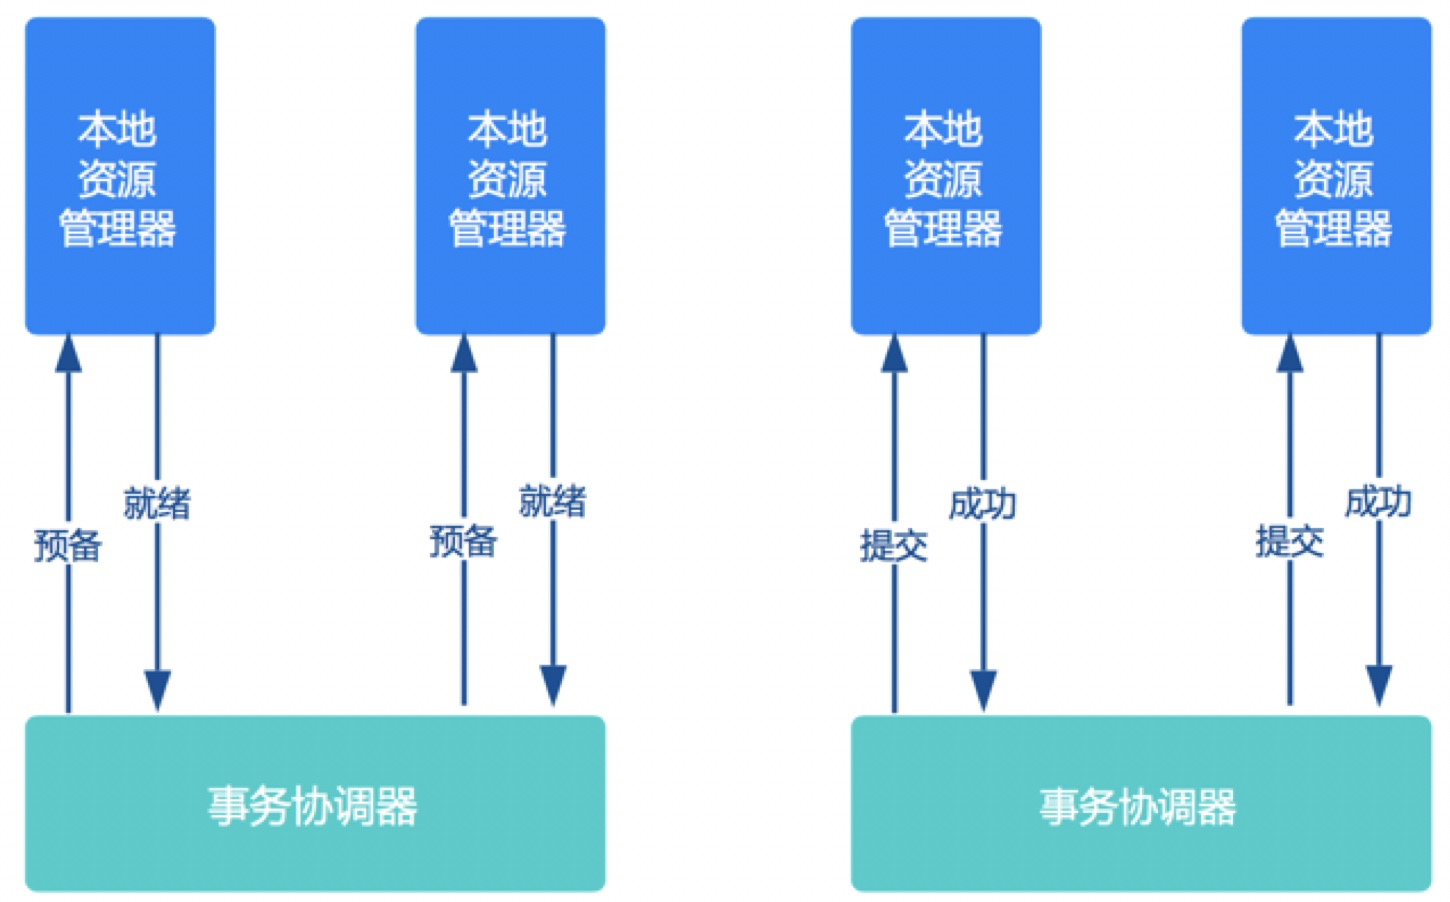 本地
资源
管理器
本地
资源
管理器
预备
就绪
预备
就绪
事务协调器
本地
资源
管理器
本地
资源
管理器
提交
成功
提交
成功
事务协调器